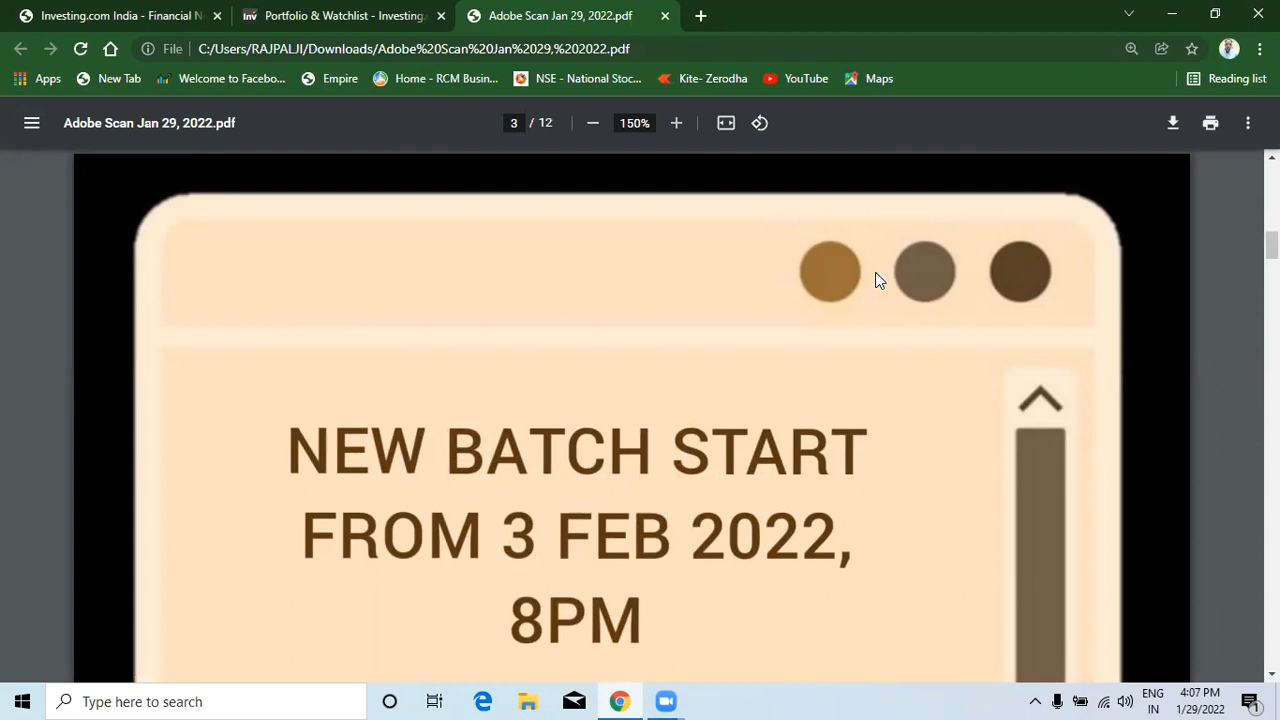 Investing.com India - Financial N
Portfolio & Watchlist - Investing.
Adobe Scan Jan 29, 2022.pdf
File
C:/Users/RAJPALJI/Downloads/Adobe%20Scan%20Jan%2029,%202022.pdf
Apps
New Tab
Welcome to Facebo...
Empire
Home - RCM Busin...
NSE - National Stoc...
Kite- Zerodha
YouTube
Maps
Reading list
Adobe Scan Jan 29, 2022.pdf
3 / 12
150%
NEW BATCH START
FROM 3 FEB 2022,
8PM
Type here to search
ENG
IN
4:07 PM
1/29/2022